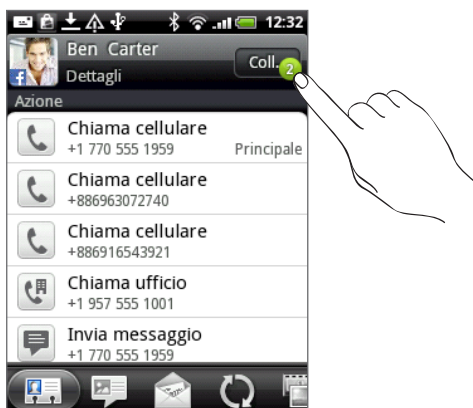 12:32
Ben Carter
Dettagli
Coll.
2
Azione
Chiama cellulare
+1 770 555 1959
Principale
Chiama cellulare
+886963072740
Chiama cellulare
+886916543921
Chiama ufficio
+1 957 555 1001
Invia messaggio
+1 770 555 1959